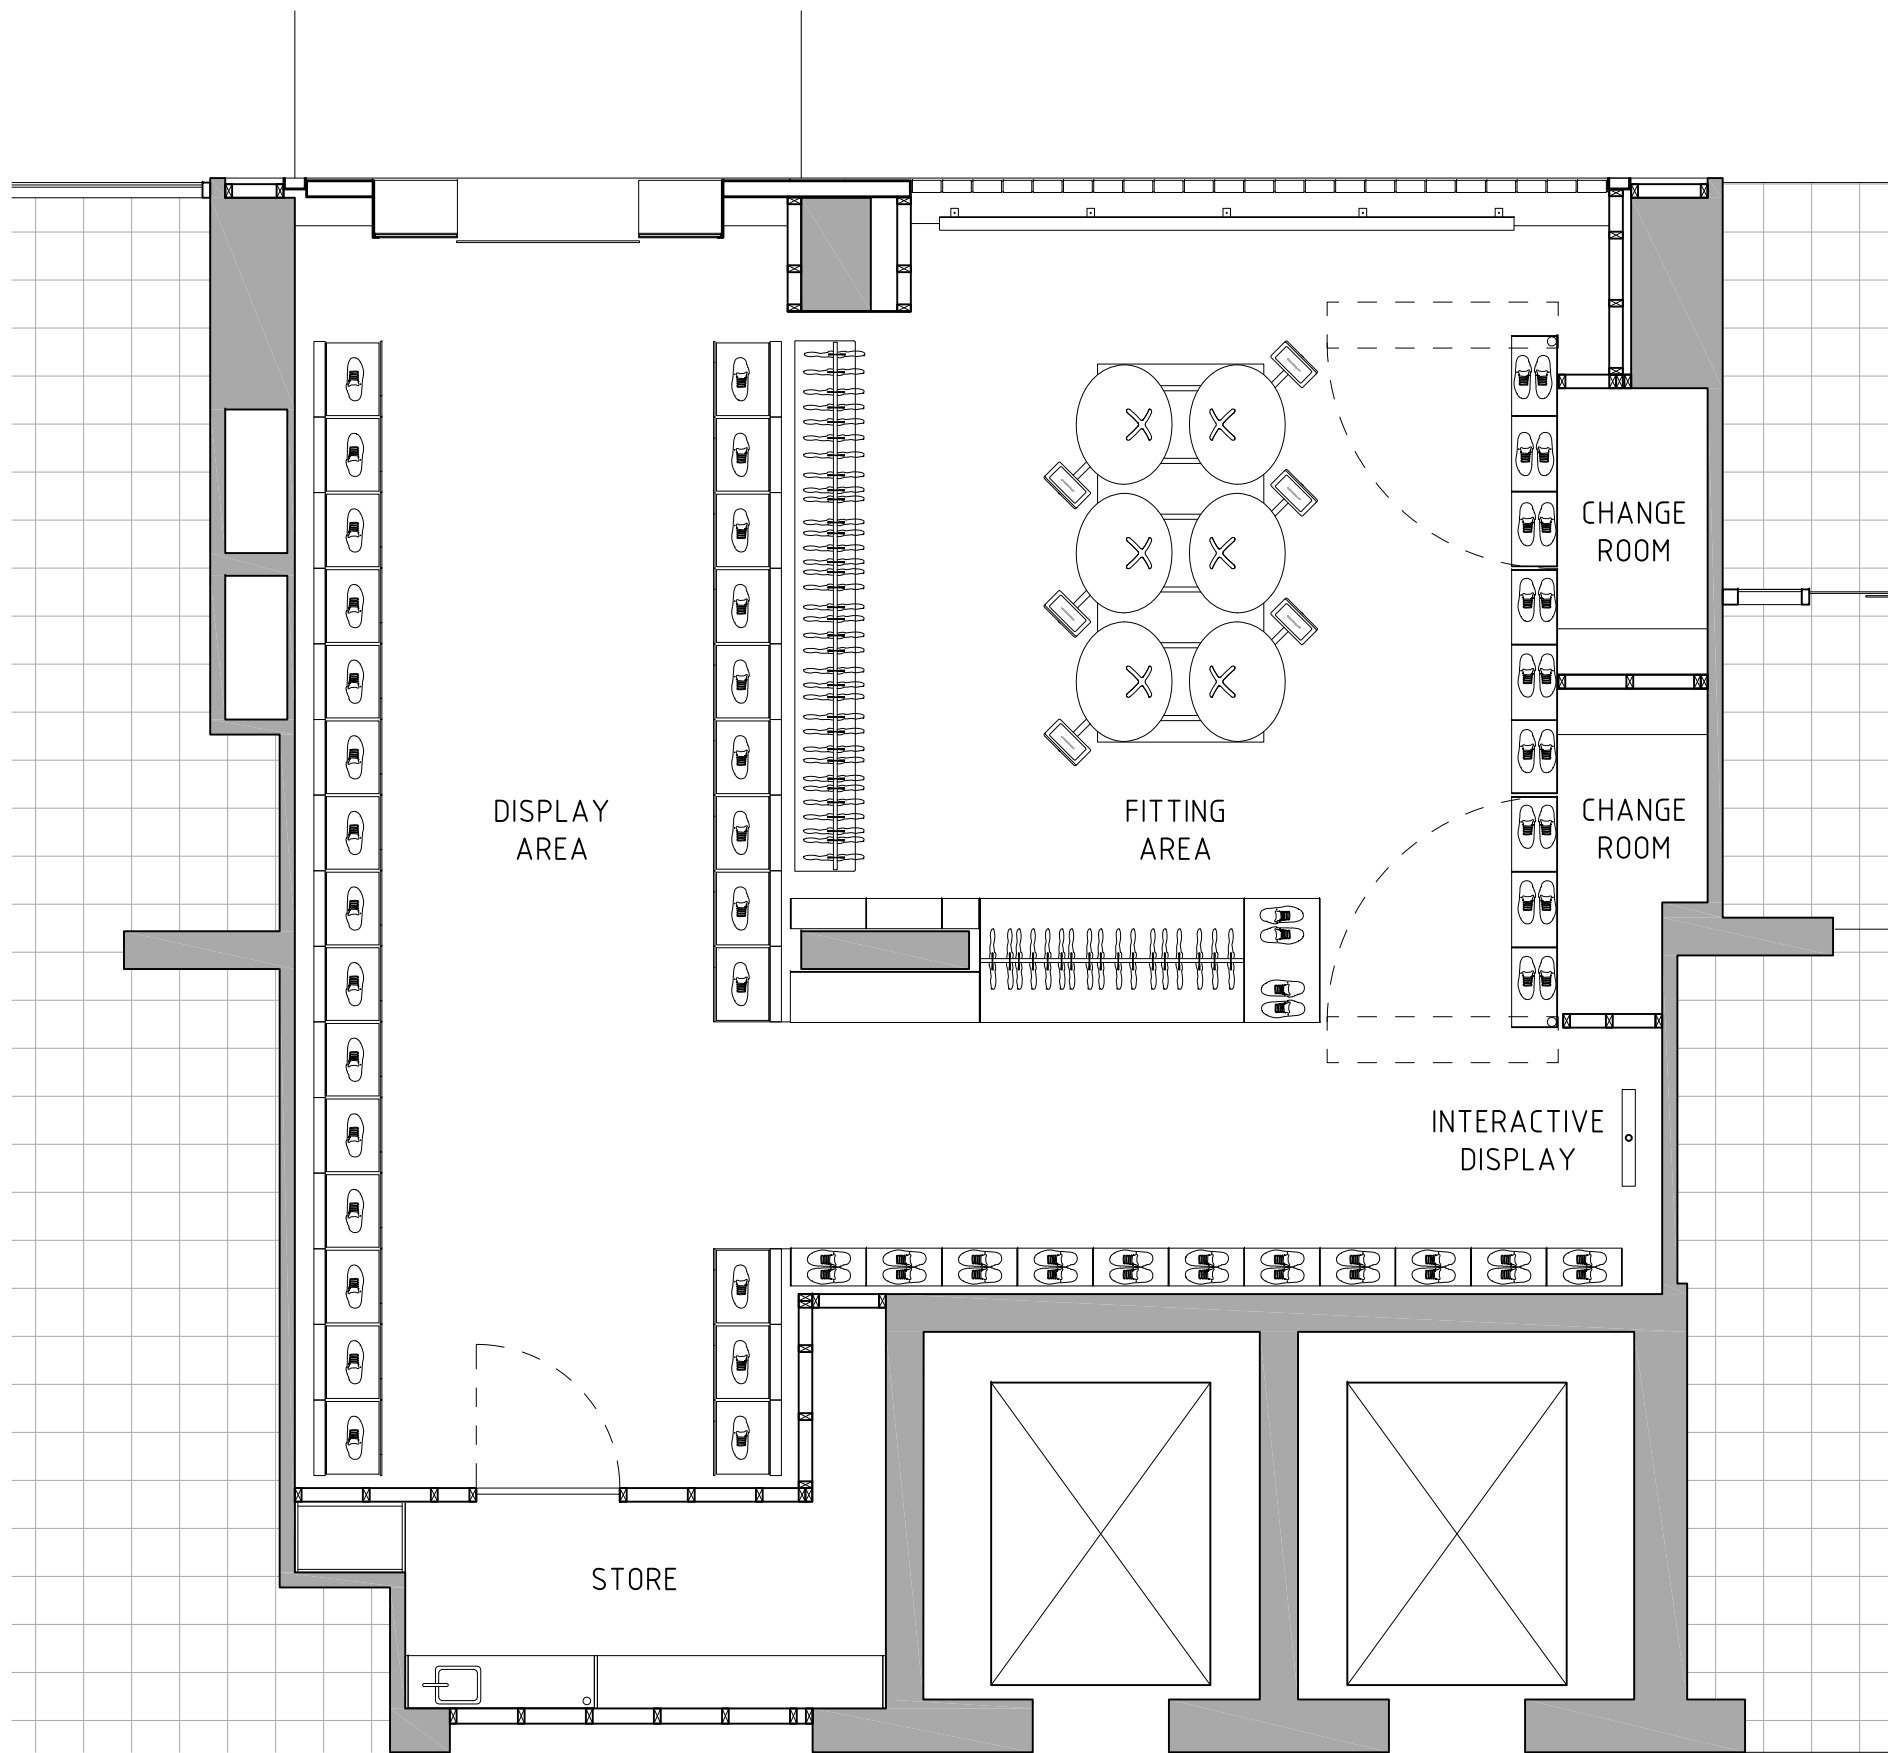 CHANGE
ROOM
DISPLAY
AREA
FITTING
AREA
CHANGE
ROOM
INTERACTIVE
DISPLAY
STORE